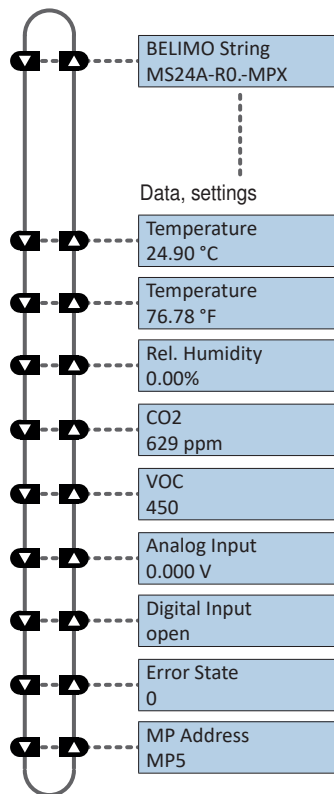 BELIMO String
MS24A-R0.-MPX
Data, settings
Temperature
24.90 °C
Temperature
76.78 °F
Rel. Humidity
0.00%
CO2
629 ppm
VOC
450
Analog Input
0.000 V
Digital Input
open
Error State
0
MP Address
MP5